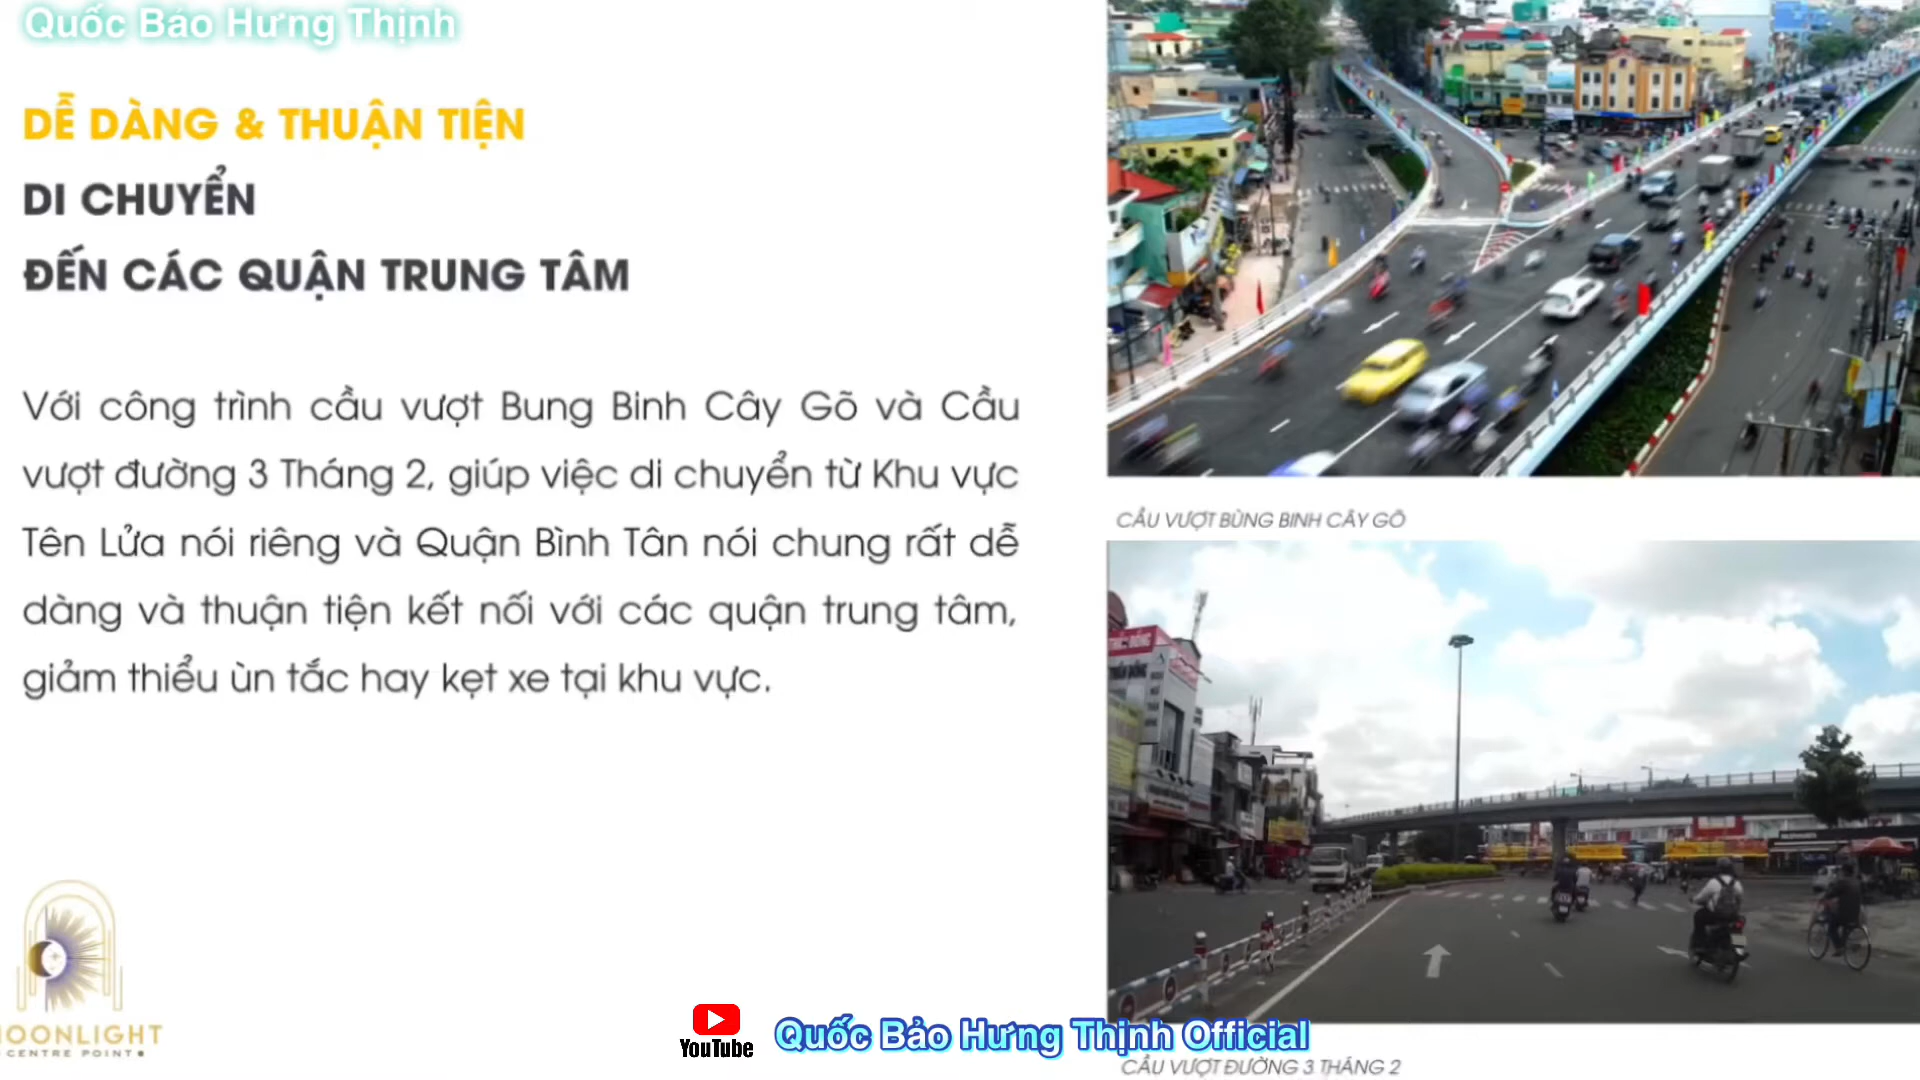 Quốc Bảo Hưng Thịnh
DỄ DÀNG & THUẬN TIỆN
DI CHUYỂN
ĐẾN CÁC QUẬN TRUNG TÂM
Với công trình cầu vượt Bung Binh Cây Gõ và Cầu
vượt đường 3 Tháng 2, giúp việc di chuyển từ Khu vực
Tên Lửa nói riêng và Quận Bình Tân nói chung rất dễ
dàng và thuận tiện kết nối với các quận trung tâm,
giảm thiểu ùn tắc hay kẹt xe tại khu vực.
CẦU VƯỢT BÙNG BINH CÂY GÕ
CẦU VƯỢT ĐƯỜNG 3 THÁNG 2
OONLIGHT
CENTRE POINT
YouTube
Quốc Bảo Hưng Thịnh Official